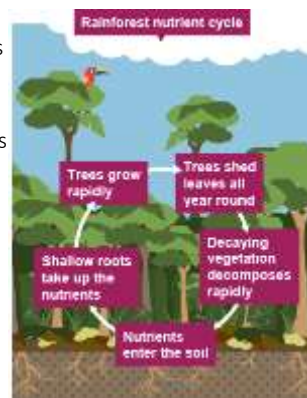 Rainforest nutrient cycle
s
s
Trees grow
rapidly
Trees shed
leaves all
year round
Decaying
vegetation
decomposes
rapidly
Nutrients
enter the soil
Shallow roots
take up the
nutrients